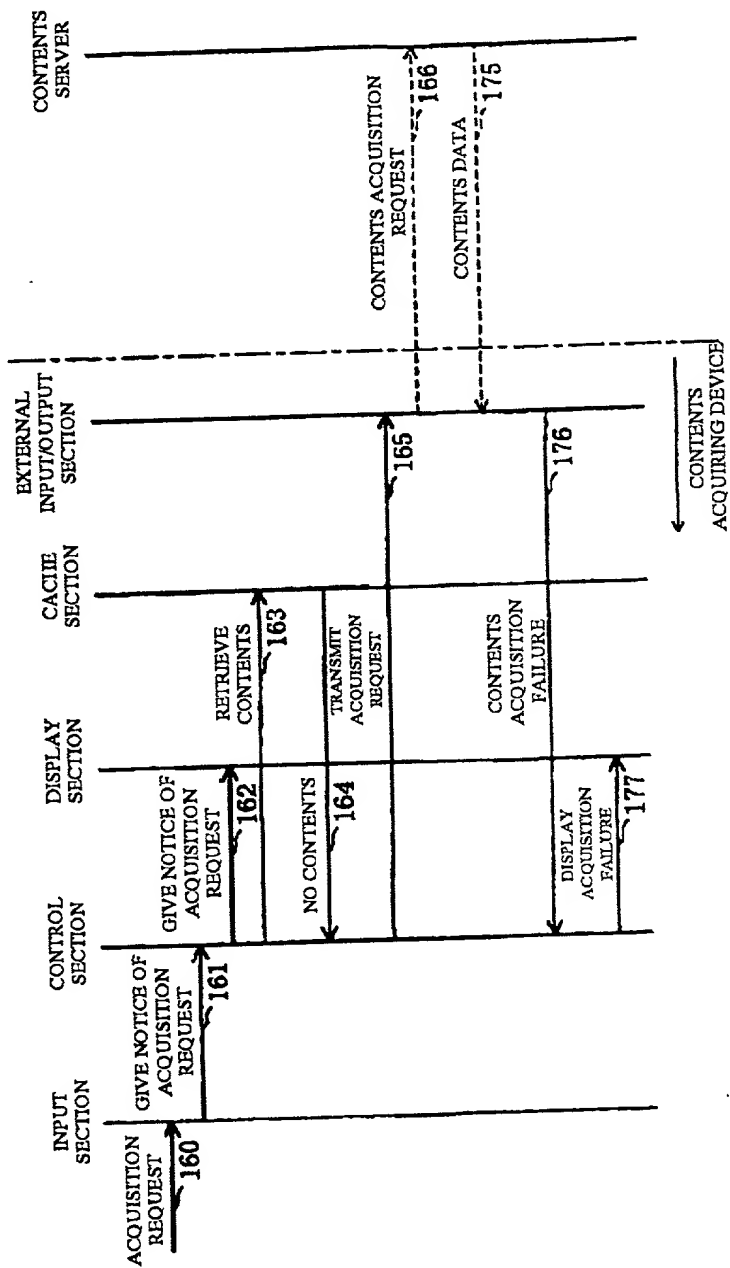 INPUT
SECTION
CONTROL
SECTION
DISPLAY
SECTION
CACHE
SECTION
EXTERNAL
INPUT/OUTPUT
SECTION
CONTENTS
SERVER
ACQUISITION
REQUEST
160
GIVE NOTICE OF
ACQUISITION
REQUEST
161
GIVE NOTICE OF
ACQUISITION
REQUEST
162
RETRIEVE
CONTENTS
163
NO CONTENTS
164
TRANSMIT
ACQUISITION
REQUEST
165
CONTENTS ACQUISITION
REQUEST
166
CONTENTS DATA
175
CONTENTS
ACQUISITION
FAILURE
176
DISPLAY
ACQUISITION
FAILURE
177
CONTENTS
ACQUIRING DEVICE